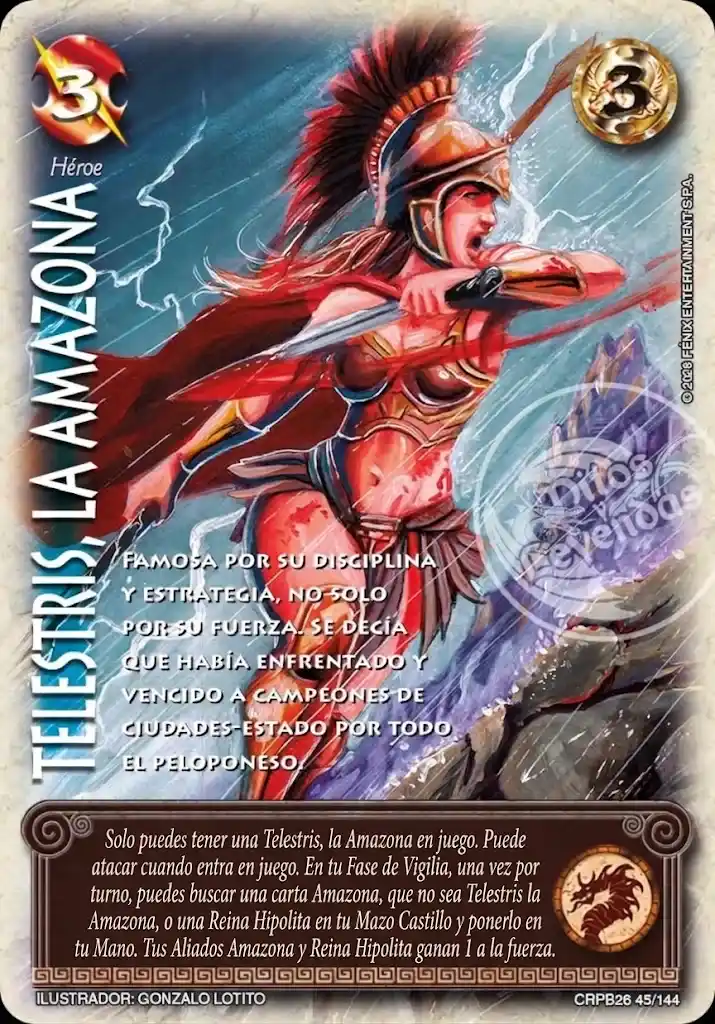 3
3
Héroe
TELESTRIS, LA AMAZONA
© 2026 FÉNIX ENTERTAINMENT S.P.A.
Mitos
y Leyendas
FAMOSA POR SU DISCIPLINA
Y ESTRATEGIA, NO SOLO
POR SU FUERZA. SE DECÍA
QUE HABÍA ENFRENTADO Y
VENCIDO A CAMPEONES DE
CIUDADES-ESTADO POR TODO
EL PELOPONESO.
Solo puedes tener una Telestris, la Amazona en juego. Puede
atacar cuando entra en juego. En tu Fase de Vigilia, una vez por
turno, puedes buscar una carta Amazona, que no sea Telestris la
Amazona, o una Reina Hipolita en tu Mazo Castillo y ponerlo en
tu Mano. Tus Aliados Amazona y Reina Hipolita ganan 1 a la fuerza.
ILUSTRADOR: GONZALO LOTITO
CRPB26 45/144